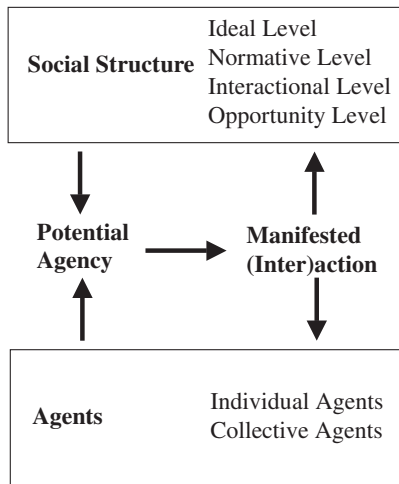 Social Structure
Ideal Level
Normative Level
Interactional Level
Opportunity Level
Potential
Agency
Manifested
(Inter)action
Agents
Individual Agents
Collective Agents